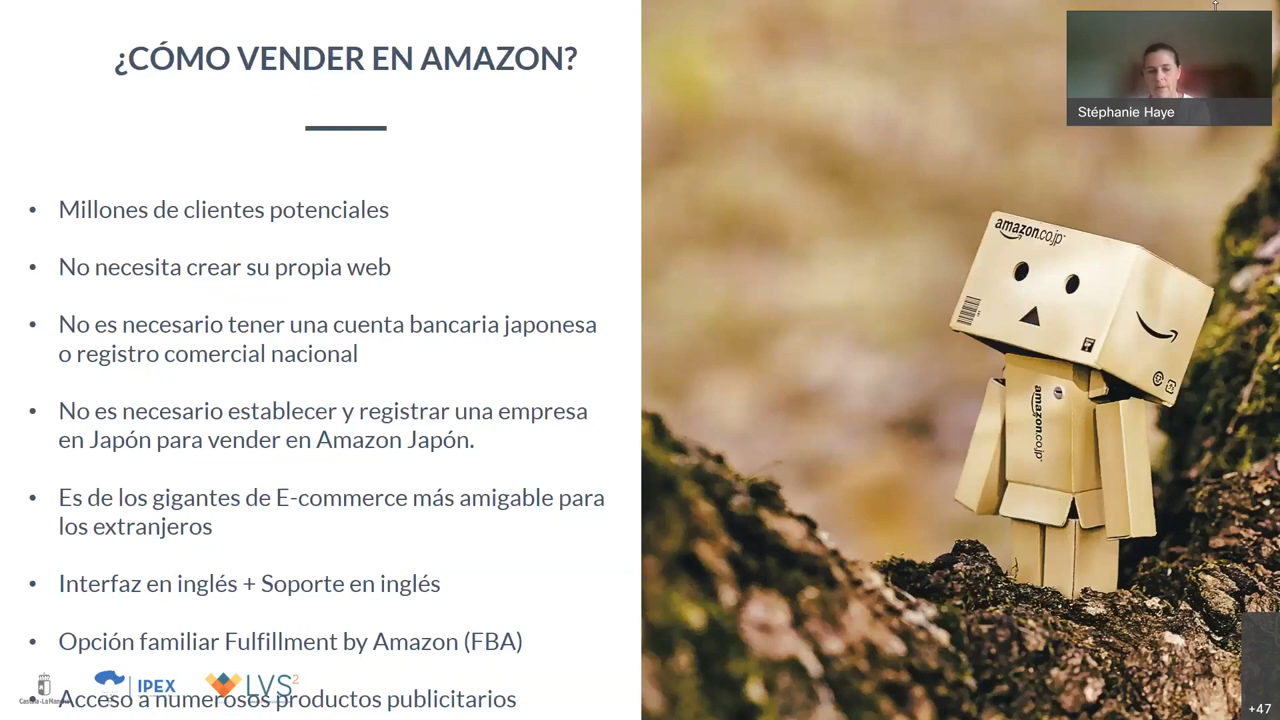 ¿CÓMO VENDER EN AMAZON?
• Millones de clientes potenciales
• No necesita crear su propia web
• No es necesario tener una cuenta bancaria japonesa
o registro comercial nacional
• No es necesario establecer y registrar una empresa
en Japón para vender en Amazon Japón.
• Es de los gigantes de E-commerce más amigable para
los extranjeros
• Interfaz en inglés + Soporte en inglés
• Opción familiar Fulfillment by Amazon (FBA)
• Acceso a numerosos productos publicitarios
IPEX
LVS2
Stéphanie Haye
amazon.co.jp
amazon.co.jp
+47